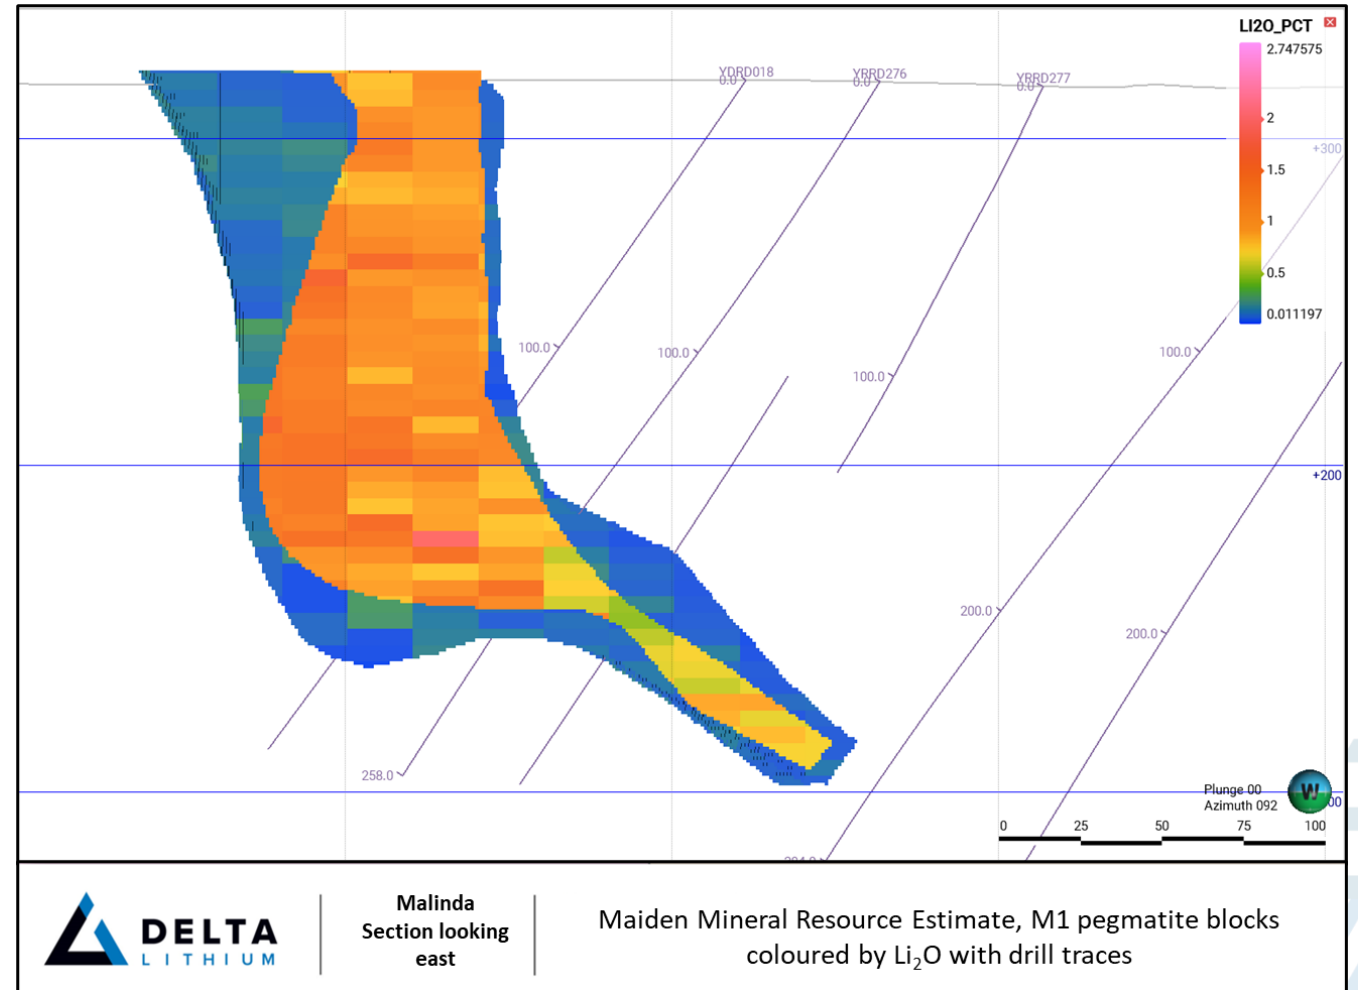 LI2O_PCT
2.747575
2
1.5
1
0.5
0.011197
YDRD018
YRRD276
YRRD277
0.0
0.0
0.0
+300
100.0
100.0
100.0
100.0
+200
200.0
200.0
258.0
Plunge 00
Azimuth 092
W
0 25 50 75 100
DELTA
LITHIUM
Malinda
Section looking
east
Maiden Mineral Resource Estimate, M1 pegmatite blocks
coloured by Li₂O with drill traces